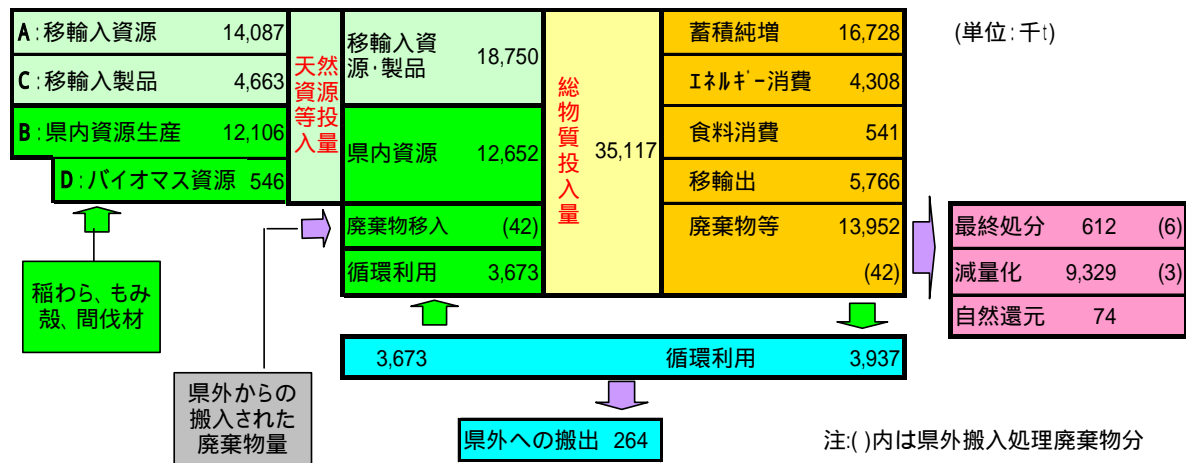 A:移輸入資源 14,087
C:移輸入製品 4,663
B:県内資源生産 12,106
D:バイオマス資源 546
稲わら、もみ
殻、間伐材
県外からの
搬入された
廃棄物量
天然
資源
等投
入量
移輸入資
源・製品 18,750
県内資源 12,652
廃棄物移入 (42)
循環利用 3,673
総
物
質
投
入
量
35,117
蓄積純増 16,728
エネルギー消費 4,308
食料消費 541
移輸出 5,766
廃棄物等 13,952
(42)
(単位:千t)
最終処分 612 (6)
減量化 9,329 (3)
自然還元 74
3,673 循環利用 3,937
県外への搬出 264
注:( )内は県外搬入処理廃棄物分